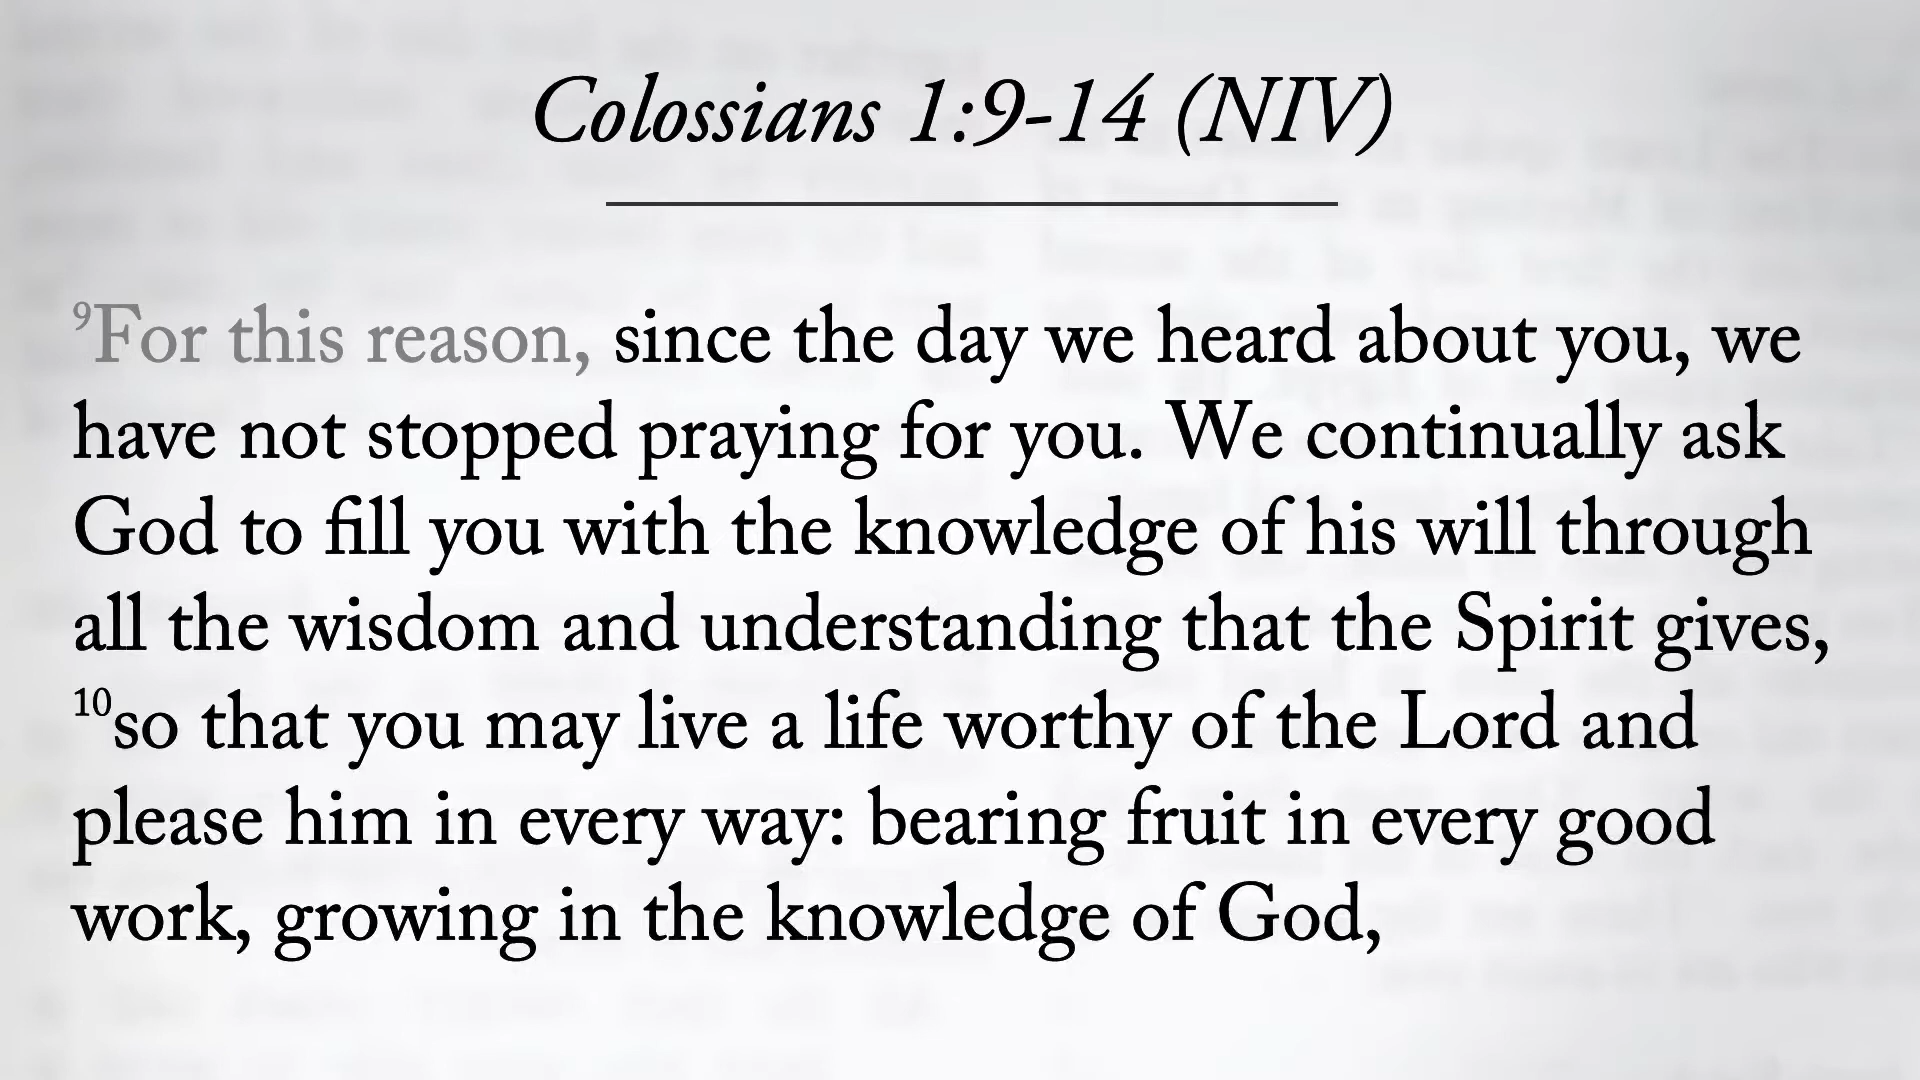 Colossians 1:9-14 (NIV)
⁹For this reason, since the day we heard about you, we
have not stopped praying for you. We continually ask
God to fill you with the knowledge of his will through
all the wisdom and understanding that the Spirit gives,
¹⁰so that you may live a life worthy of the Lord and
please him in every way: bearing fruit in every good
work, growing in the knowledge of God,